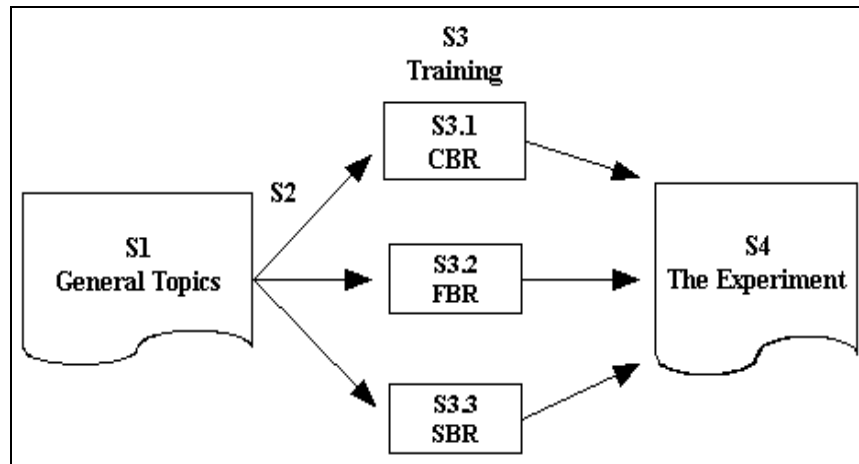 S3
Training
S3.1
CBR
S2
S1
General Topics
S3.2
FBR
S4
The Experiment
S3.3
SBR